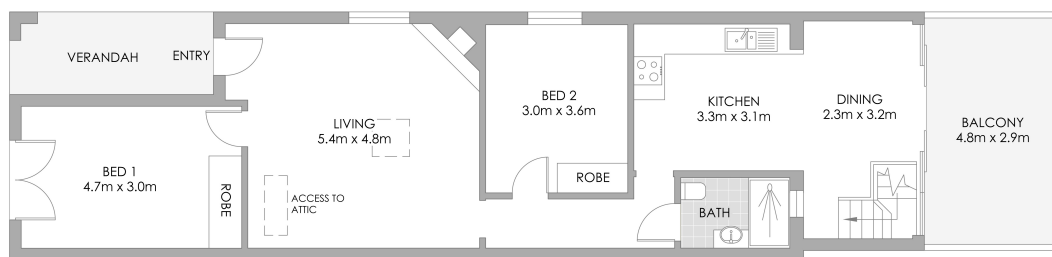 VERANDAH
ENTRY
BED 1
4.7m x 3.0m
ROBE
LIVING
5.4m x 4.8m
ACCESS TO
ATTIC
BED 2
3.0m x 3.6m
ROBE
KITCHEN
3.3m x 3.1m
BATH
DINING
2.3m x 3.2m
BALCONY
4.8m x 2.9m